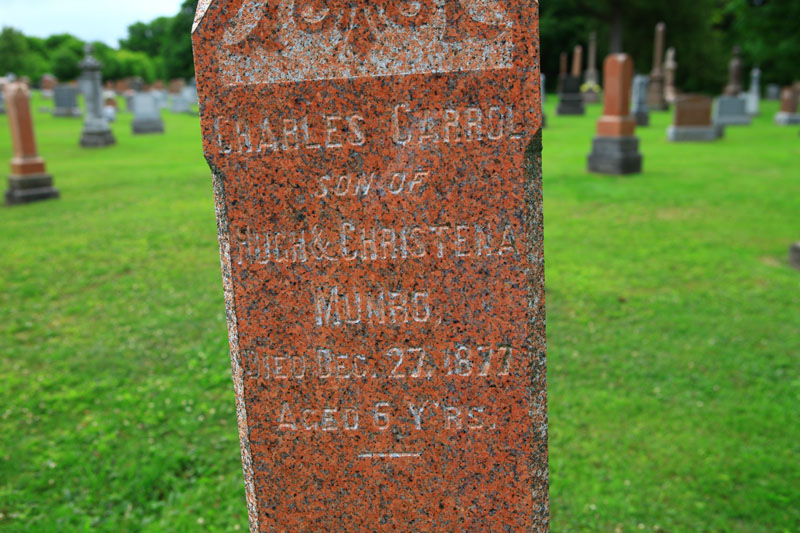 CHARLES CARROL
SON OF
HUGH & CHRISTENA
MUNRO,
DIED DEC. 27, 1877
AGED 6 Y'RS.